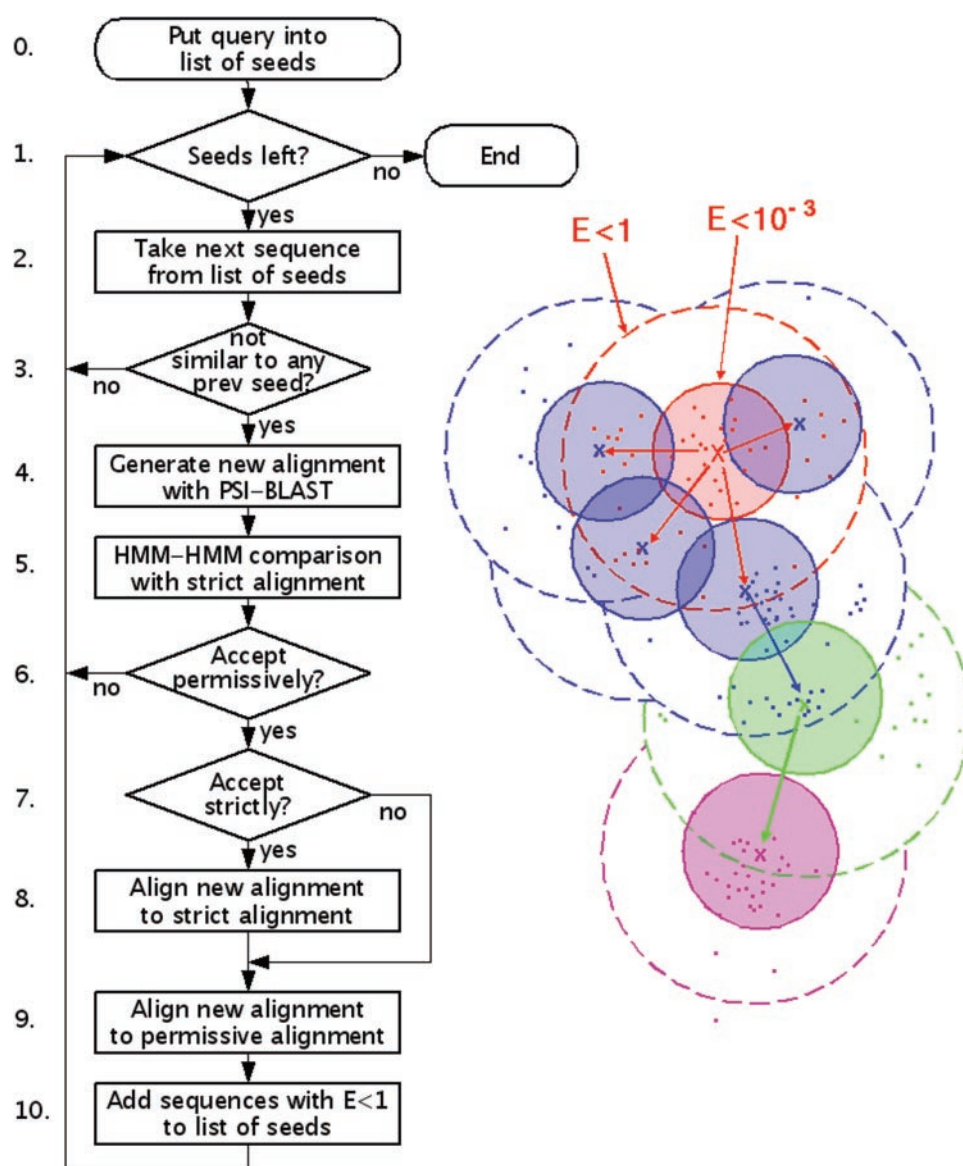 0.
Put query into
list of seeds
1.
Seeds left?
no
End
yes
2.
Take next sequence
from list of seeds
3.
not
similar to any
prev seed?
no
yes
4.
Generate new alignment
with PSI-BLAST
5.
HMM-HMM comparison
with strict alignment
6.
Accept
permissively?
no
yes
7.
Accept
strictly?
no
yes
8.
Align new alignment
to strict alignment
9.
Align new alignment
to permissive alignment
10.
Add sequences with E<1
to list of seeds
E<1
E<10⁻³
x
x
x
x
x
x
x